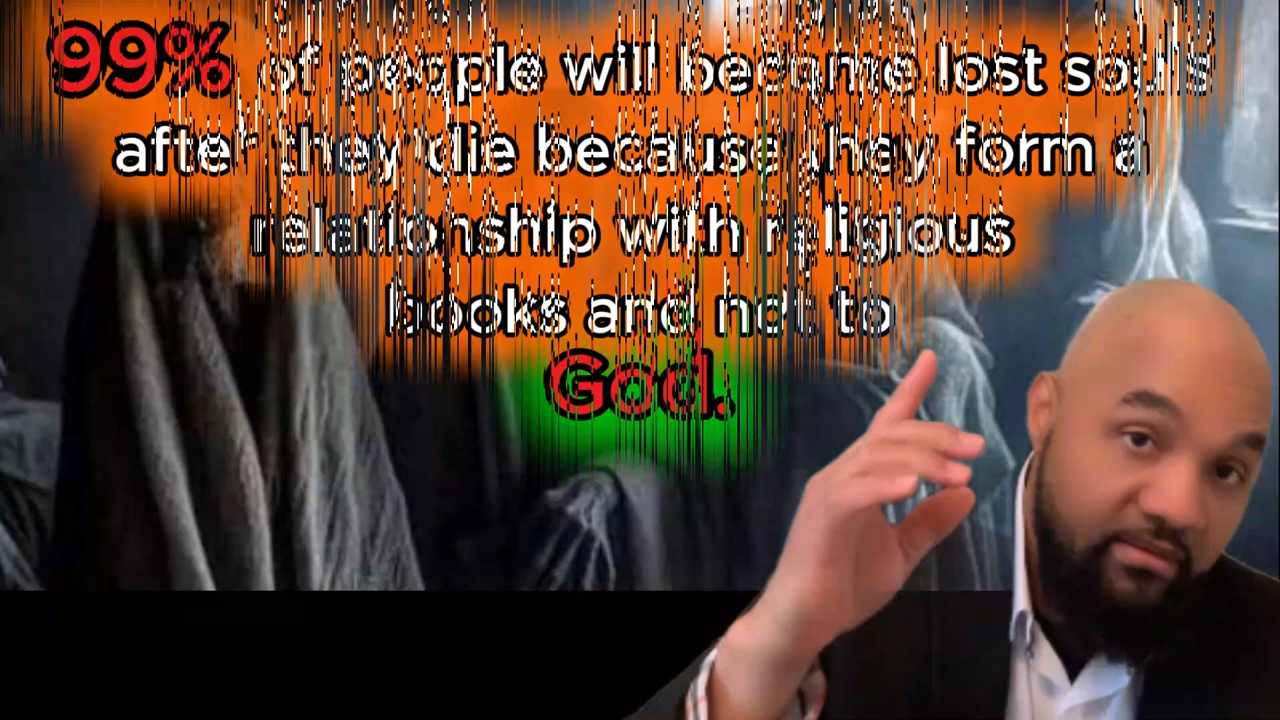 99% of people will become lost souls
after they die because they form a
relationship with religious
books and not to
God.